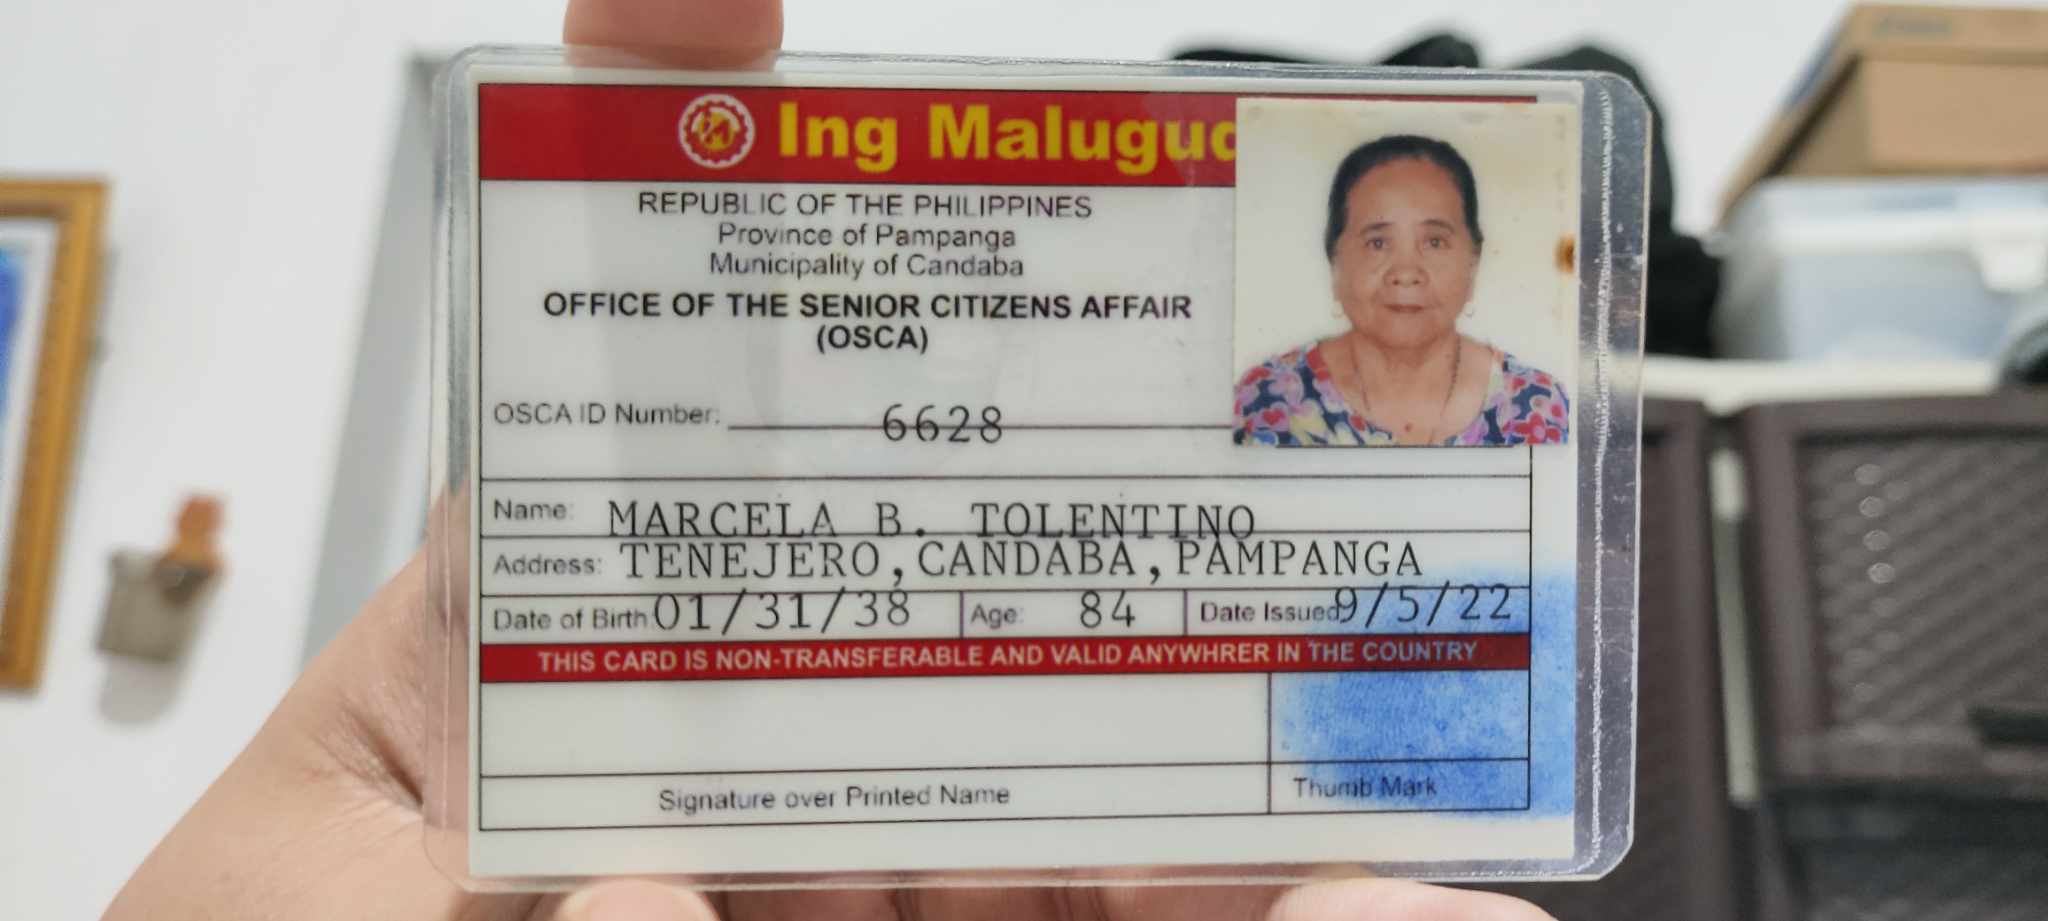 Ing Malugud
REPUBLIC OF THE PHILIPPINES
Province of Pampanga
Municipality of Candaba
OFFICE OF THE SENIOR CITIZENS AFFAIR
(OSCA)
OSCA ID Number: 6628
Name: MARCELA B. TOLENTINO
Address: TENEJERO,CANDABA,PAMPANGA
Date of Birth: 01/31/38 Age: 84 Date Issued 9/5/22
THIS CARD IS NON-TRANSFERABLE AND VALID ANYWHRER IN THE COUNTRY
Signature over Printed Name Thumb Mark